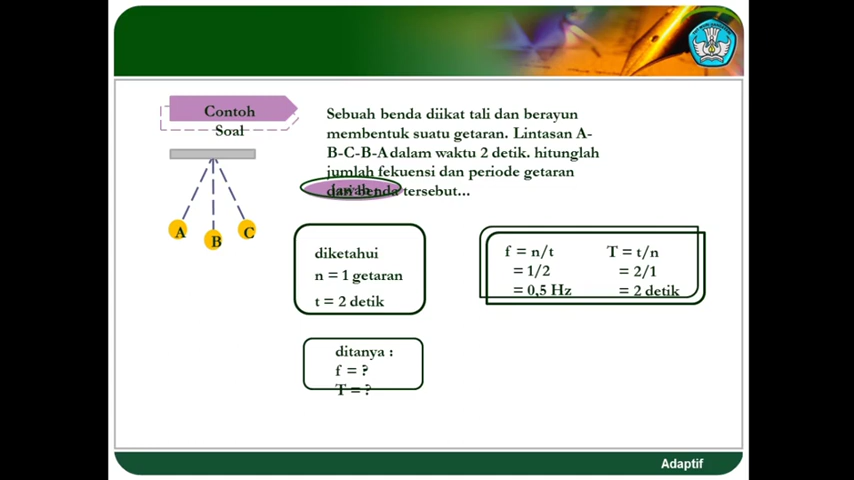 Contoh
Soal
Sebuah benda diikat tali dan berayun
membentuk suatu getaran. Lintasan A-
B-C-B-A dalam waktu 2 detik. hitunglah
jumlah fekuensi dan periode getaran
dari benda tersebut...
A
B
C
diketahui
n = 1 getaran
t = 2 detik
ditanya :
f = ?
T = ?
f = n/t
= 1/2
= 0,5 Hz
T = t/n
= 2/1
= 2 detik
Adaptif